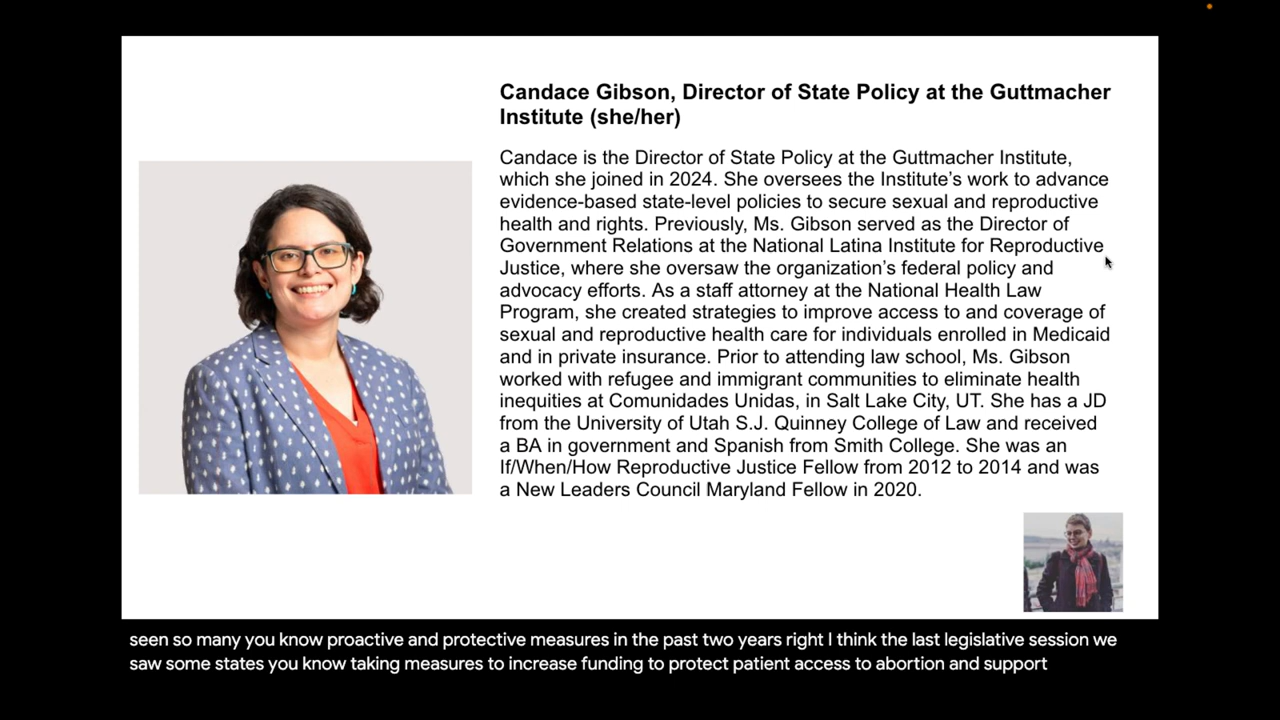 Candace Gibson, Director of State Policy at the Guttmacher
Institute (she/her)
Candace is the Director of State Policy at the Guttmacher Institute,
which she joined in 2024. She oversees the Institute’s work to advance
evidence-based state-level policies to secure sexual and reproductive
health and rights. Previously, Ms. Gibson served as the Director of
Government Relations at the National Latina Institute for Reproductive
Justice, where she oversaw the organization’s federal policy and
advocacy efforts. As a staff attorney at the National Health Law
Program, she created strategies to improve access to and coverage of
sexual and reproductive health care for individuals enrolled in Medicaid
and in private insurance. Prior to attending law school, Ms. Gibson
worked with refugee and immigrant communities to eliminate health
inequities at Comunidades Unidas, in Salt Lake City, UT. She has a JD
from the University of Utah S.J. Quinney College of Law and received
a BA in government and Spanish from Smith College. She was an
If/When/How Reproductive Justice Fellow from 2012 to 2014 and was
a New Leaders Council Maryland Fellow in 2020.
seen so many you know proactive and protective measures in the past two years right I think the last legislative session we
saw some states you know taking measures to increase funding to protect patient access to abortion and support